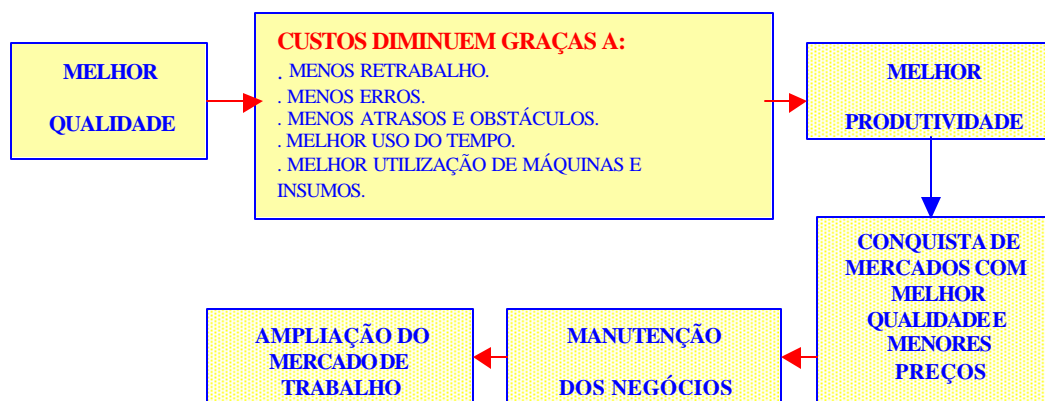 MELHOR
QUALIDADE
CUSTOS DIMINUEM GRAÇAS A:
. MENOS RETRABALHO.
. MENOS ERROS.
. MENOS ATRASOS E OBSTÁCULOS.
. MELHOR USO DO TEMPO.
. MELHOR UTILIZAÇÃO DE MÁQUINAS E
INSUMOS.
MELHOR
PRODUTIVIDADE
CONQUISTA DE
MERCADOS COM
MELHOR
QUALIDADE E
MENORES
PREÇOS
MANUTENÇÃO
DOS NEGÓCIOS
AMPLIAÇÃO DO
MERCADO DE
TRABALHO